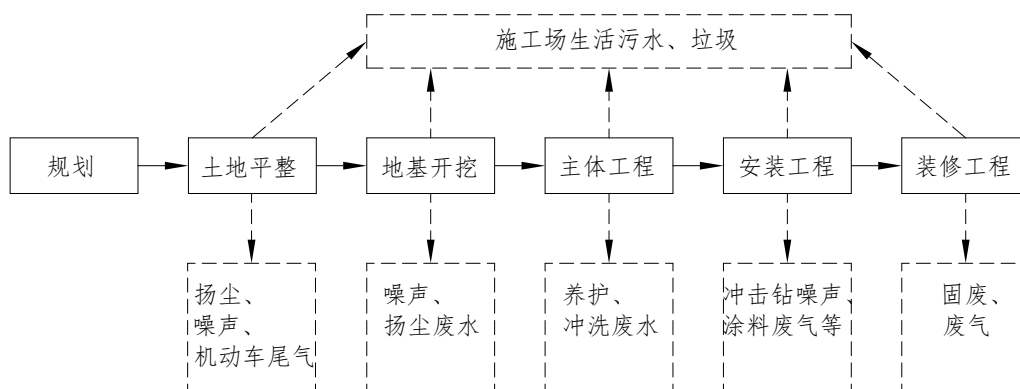 施工场生活污水、垃圾
规划
土地平整
地基开挖
主体工程
安装工程
装修工程
扬尘、
噪声、
机动车尾气
噪声、
扬尘废水
养护、
冲洗废水
冲击钻噪声、
涂料废气等
固废、
废气